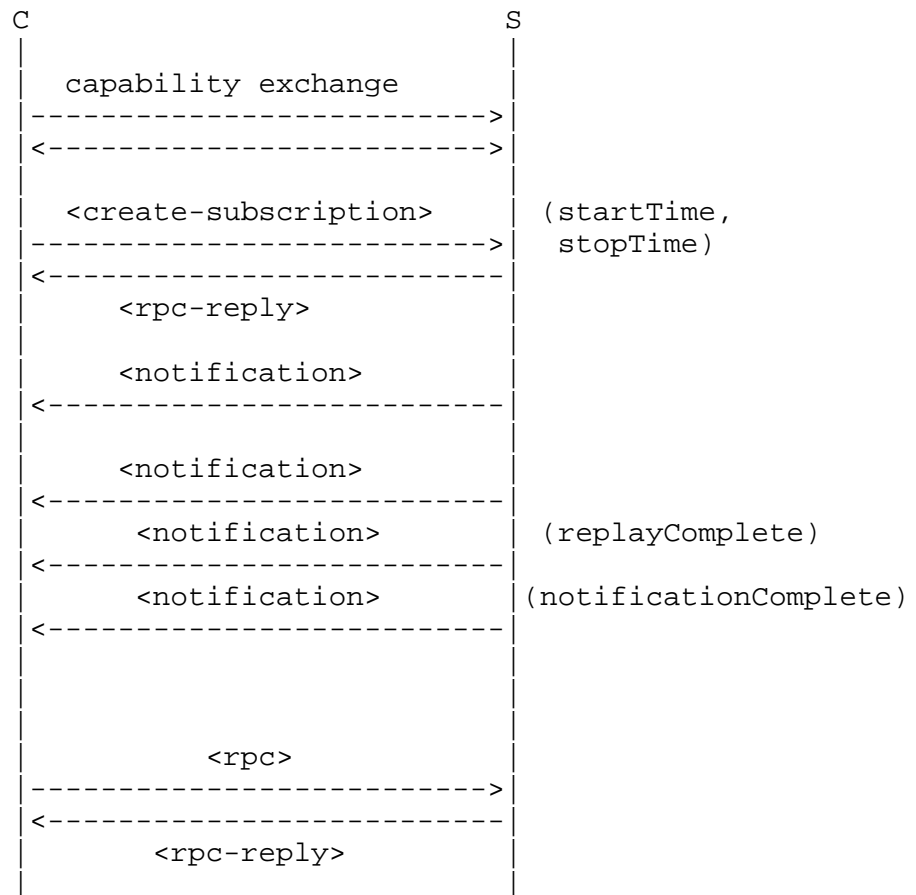 C S
capability exchange
|-------------------------->|
|<------------------------->|
<create-subscription> (startTime,
|-------------------------->| stopTime)
|<--------------------------|
<rpc-reply>
<notification>
|<--------------------------|
<notification>
|<--------------------------|
<notification> (replayComplete)
|<--------------------------|
<notification> (notificationComplete)
|<--------------------------|
<rpc>
|-------------------------->|
|<--------------------------|
<rpc-reply>